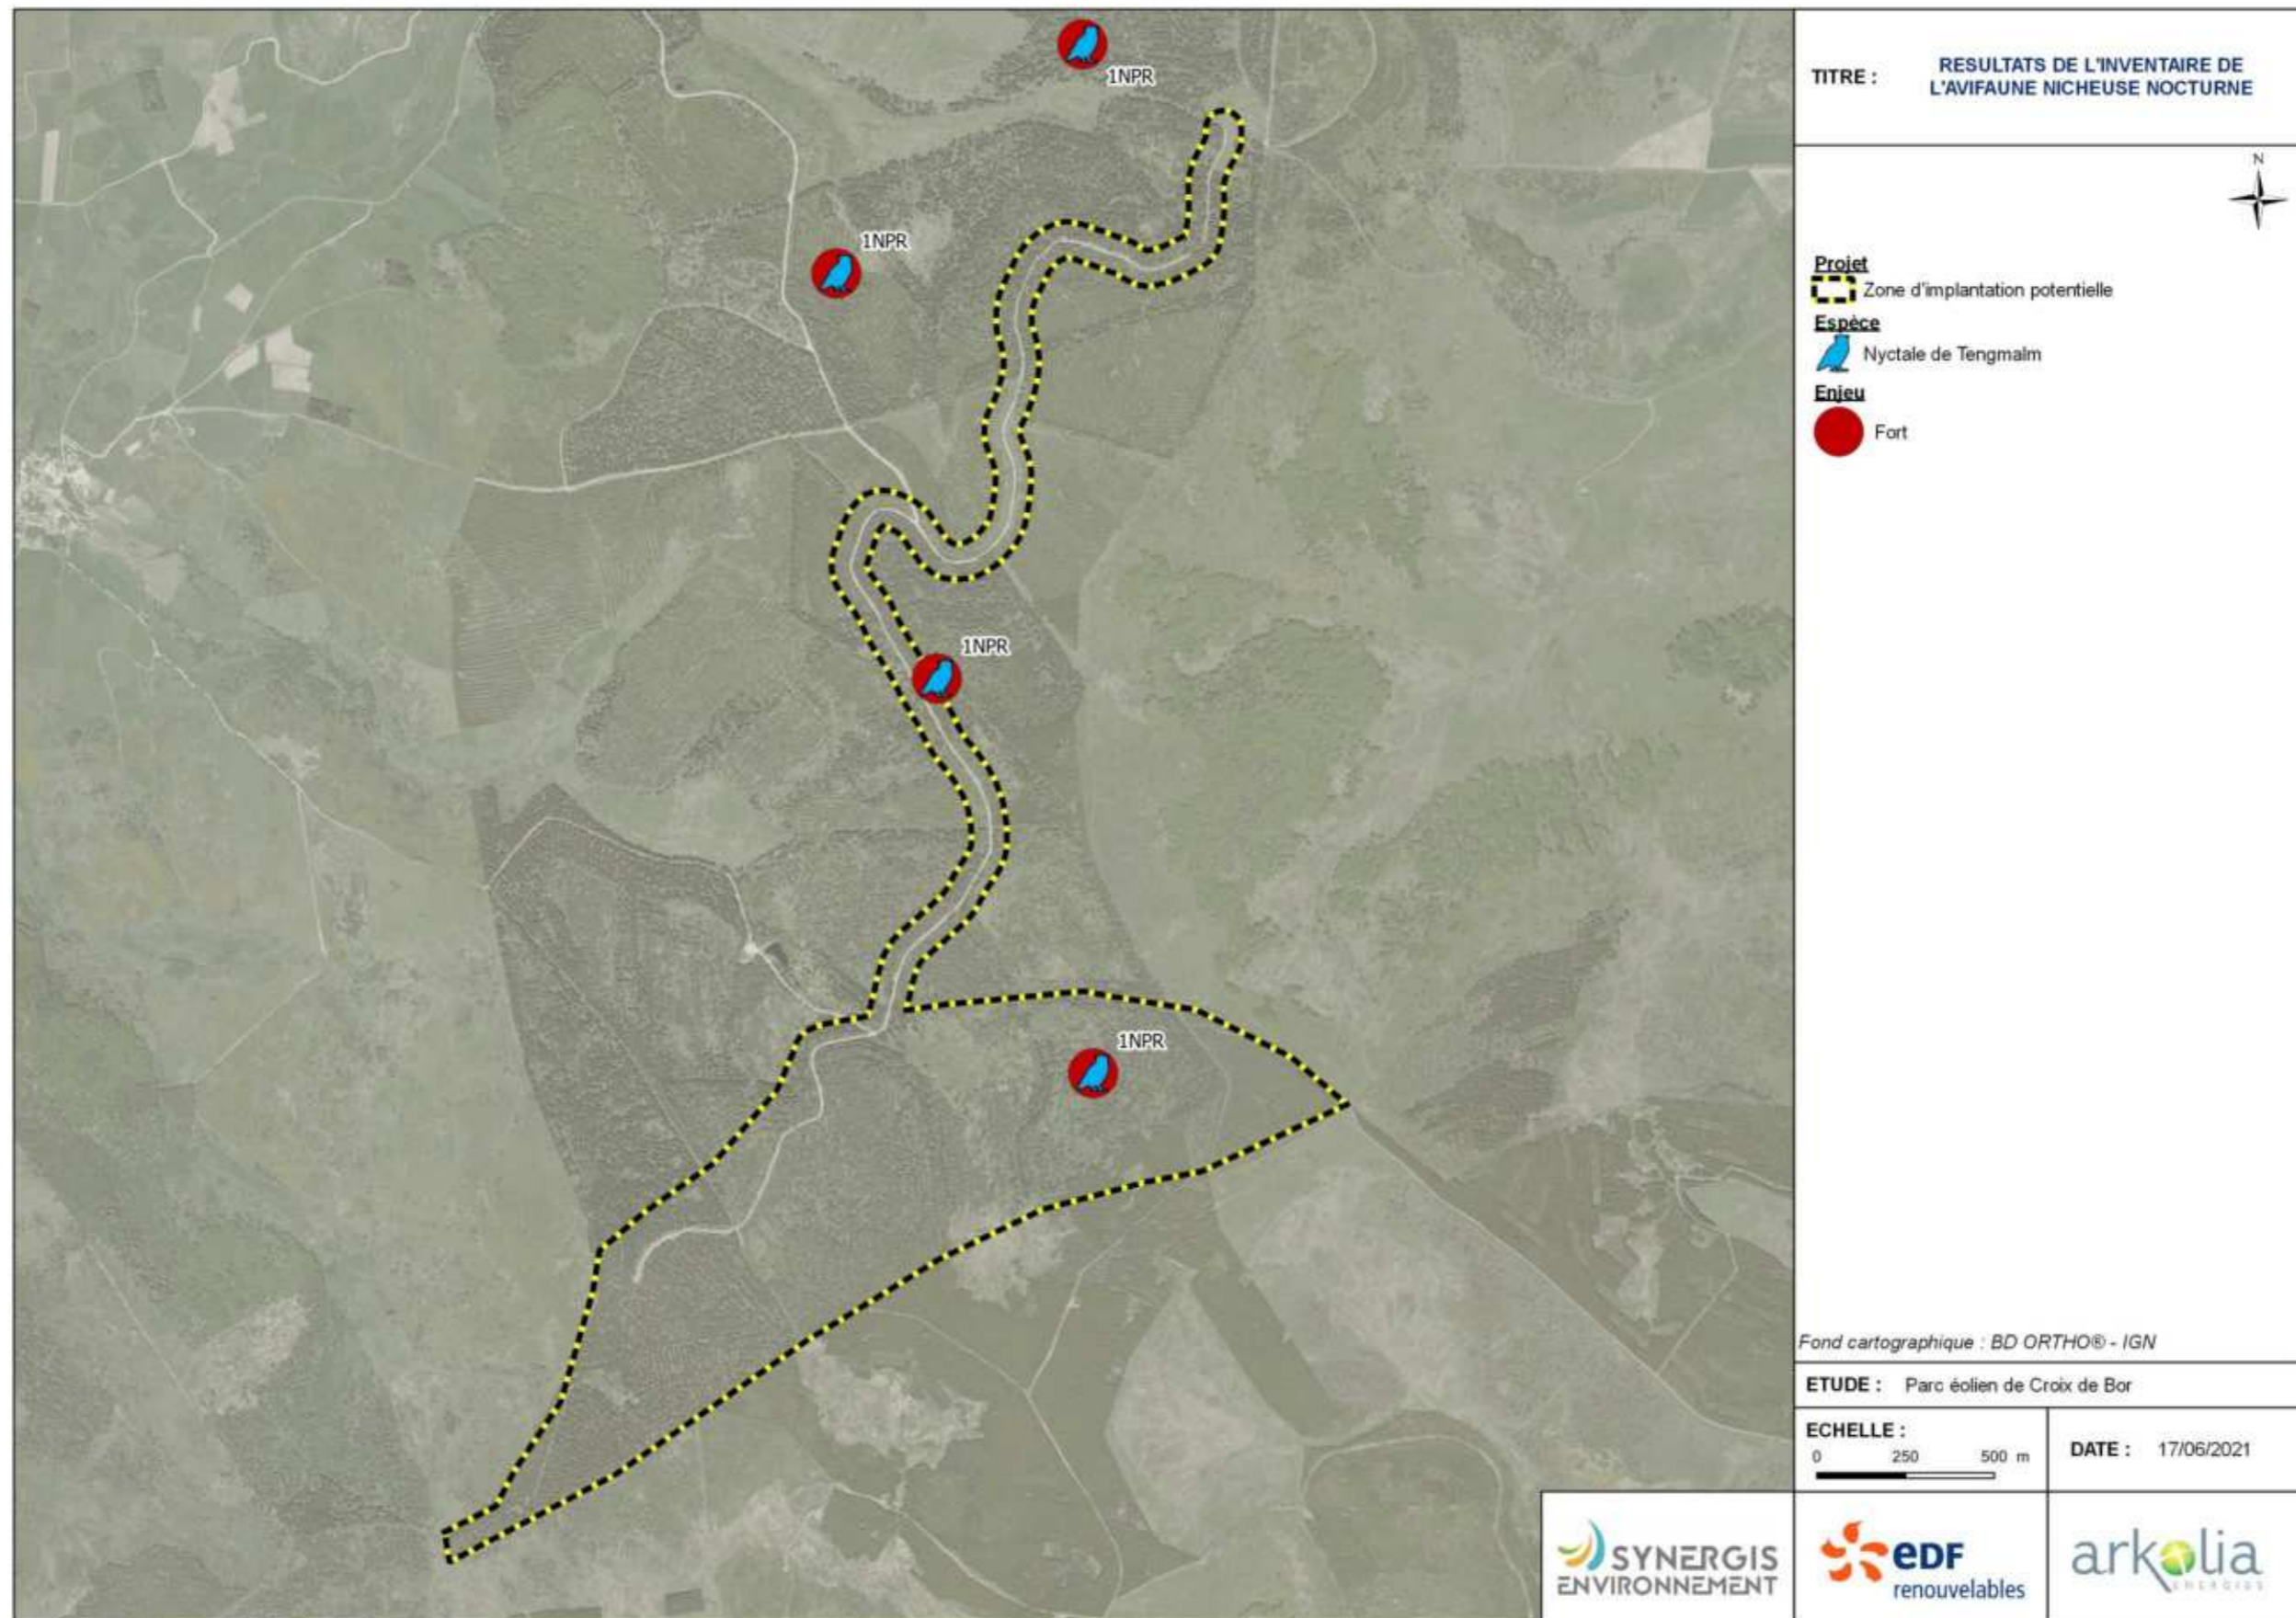 1NPR
1NPR
1NPR
1NPR
TITRE : RESULTATS DE L'INVENTAIRE DE
L'AVIFAUNE NICHEUSE NOCTURNE
N
Projet
Zone d'implantation potentielle
Espèce
Nyctale de Tengmalm
Enjeu
Fort
Fond cartographique : BD ORTHO® - IGN
ETUDE : Parc éolien de Croix de Bor
ECHELLE :
0 250 500 m
DATE : 17/06/2021
SYNERGIS
ENVIRONNEMENT
eDF
renouvelables
arkolia
ENERGIES